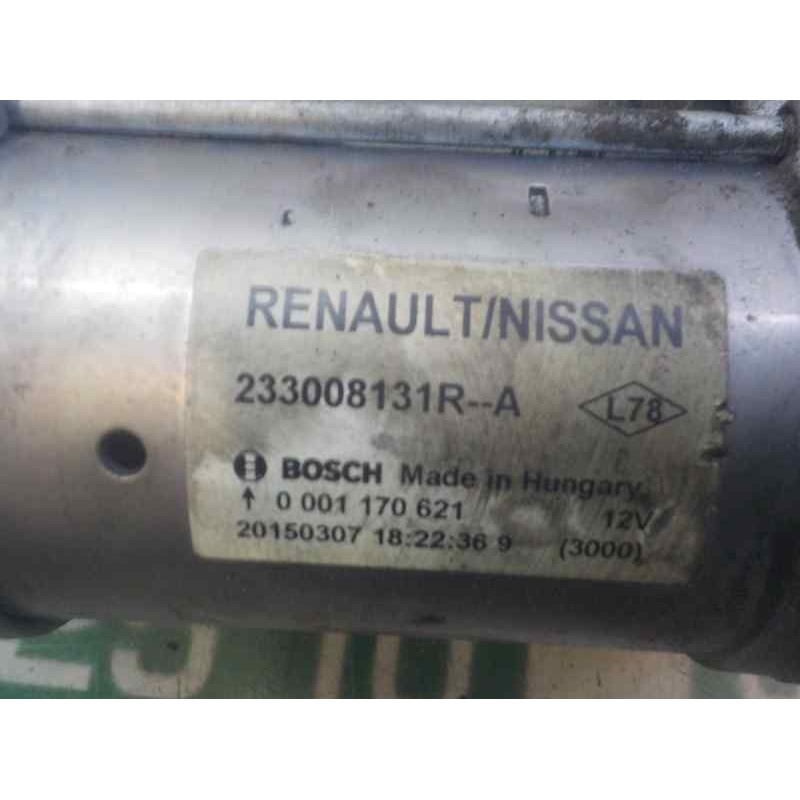 RENAULT/NISSAN
233008131R--A L78
BOSCH Made in Hungary
0 001 170 621 12V
20150307 18:22:36 9 (3000)